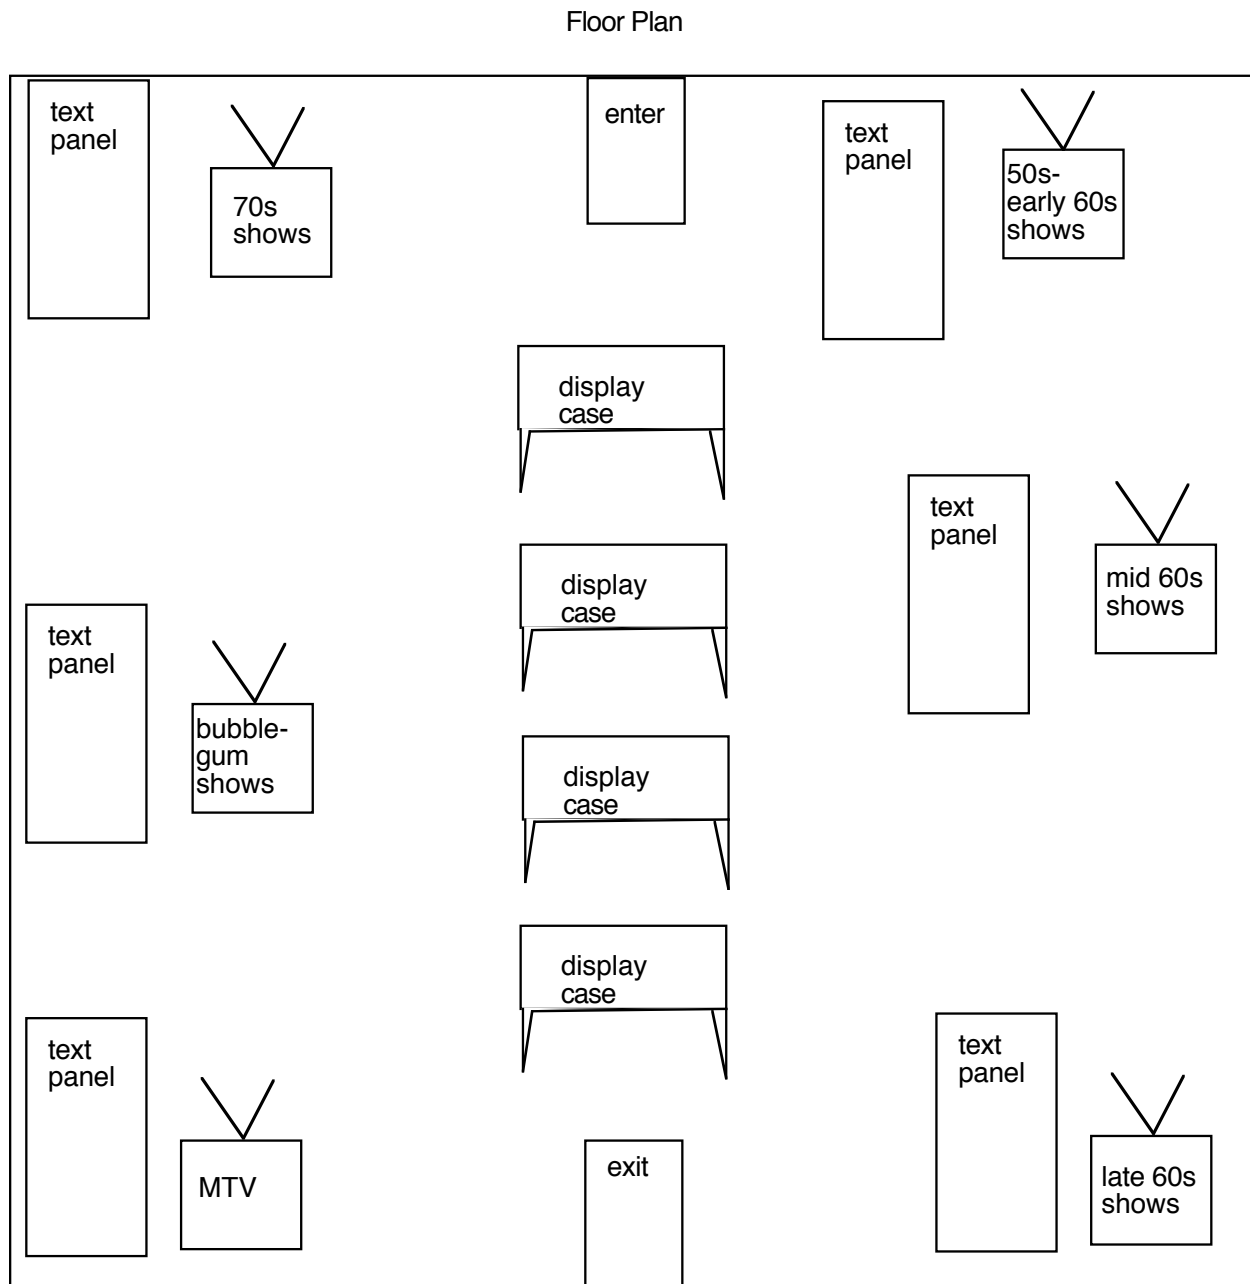 Floor Plan
text
panel
70s
shows
enter
text
panel
50s-
early 60s
shows
display
case
text
panel
mid 60s
shows
display
case
text
panel
bubble-
gum
shows
display
case
display
case
text
panel
MTV
exit
text
panel
late 60s
shows